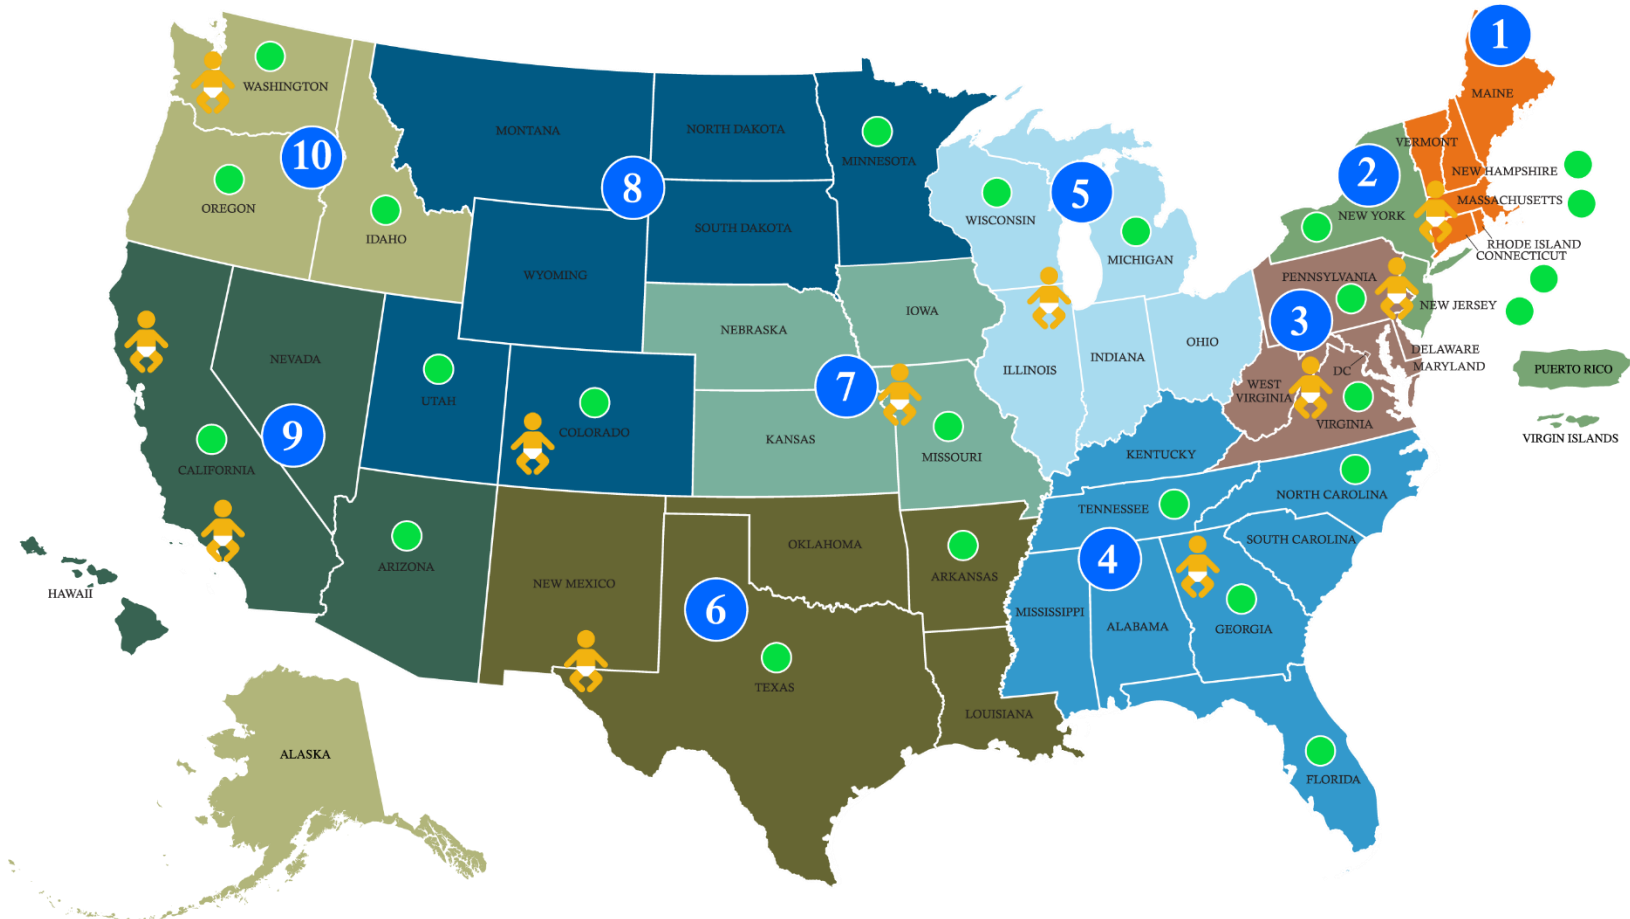 1
MAINE
WASHINGTON
MONTANA
NORTH DAKOTA
MINNESOTA
VERMONT
10
8
5
2
NEW HAMPSHIRE
MASSACHUSETTS
OREGON
IDAHO
SOUTH DAKOTA
WISCONSIN
MICHIGAN
NEW YORK
RHODE ISLAND
CONNECTICUT
WYOMING
PENNSYLVANIA
NEW JERSEY
NEBRASKA
IOWA
3
NEVADA
ILLINOIS
INDIANA
OHIO
DELAWARE
MARYLAND
DC
PUERTO RICO
UTAH
7
WEST
VIRGINIA
VIRGINIA
9
COLORADO
KANSAS
MISSOURI
KENTUCKY
VIRGIN ISLANDS
CALIFORNIA
TENNESSEE
NORTH CAROLINA
ARIZONA
OKLAHOMA
4
SOUTH CAROLINA
HAWAII
NEW MEXICO
6
ARKANSAS
MISSISSIPPI
ALABAMA
GEORGIA
TEXAS
LOUISIANA
ALASKA
FLORIDA